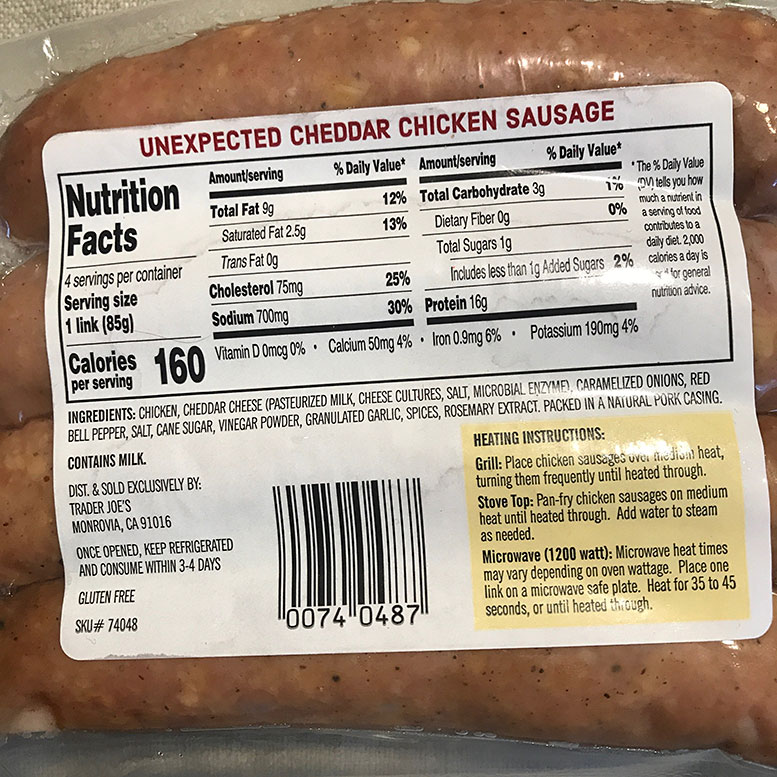 UNEXPECTED CHEDDAR CHICKEN SAUSAGE
Nutrition
Facts
4 servings per container
Serving size
1 link (85g)
Calories
per serving
160
Amount/serving % Daily Value*
Total Fat 9g 12%
Saturated Fat 2.5g 13%
Trans Fat 0g
Cholesterol 75mg 25%
Sodium 700mg 30%
Amount/serving % Daily Value*
Total Carbohydrate 3g 1%
Dietary Fiber 0g 0%
Total Sugars 1g
Includes less than 1g Added Sugars 2%
Protein 16g
Vitamin D 0mcg 0% • Calcium 50mg 4% • Iron 0.9mg 6% • Potassium 190mg 4%
*The % Daily Value
(DV) tells you how
much a nutrient in
a serving of food
contributes to a
daily diet. 2,000
calories a day is
for general
nutrition advice.
INGREDIENTS: CHICKEN, CHEDDAR CHEESE (PASTEURIZED MILK, CHEESE CULTURES, SALT, MICROBIAL ENZYME), CARAMELIZED ONIONS, RED
BELL PEPPER, SALT, CANE SUGAR, VINEGAR POWDER, GRANULATED GARLIC, SPICES, ROSEMARY EXTRACT. PACKED IN A NATURAL PORK CASING.
CONTAINS MILK.
DIST. & SOLD EXCLUSIVELY BY:
TRADER JOE'S
MONROVIA, CA 91016
ONCE OPENED, KEEP REFRIGERATED
AND CONSUME WITHIN 3-4 DAYS
GLUTEN FREE
SKU# 74048
0074 0487
HEATING INSTRUCTIONS:
Grill: Place chicken sausages over medium heat,
turning them frequently until heated through.
Stove Top: Pan-fry chicken sausages on medium
heat until heated through. Add water to steam
as needed.
Microwave (1200 watt): Microwave heat times
may vary depending on oven wattage. Place one
link on a microwave safe plate. Heat for 35 to 45
seconds, or until heated through.